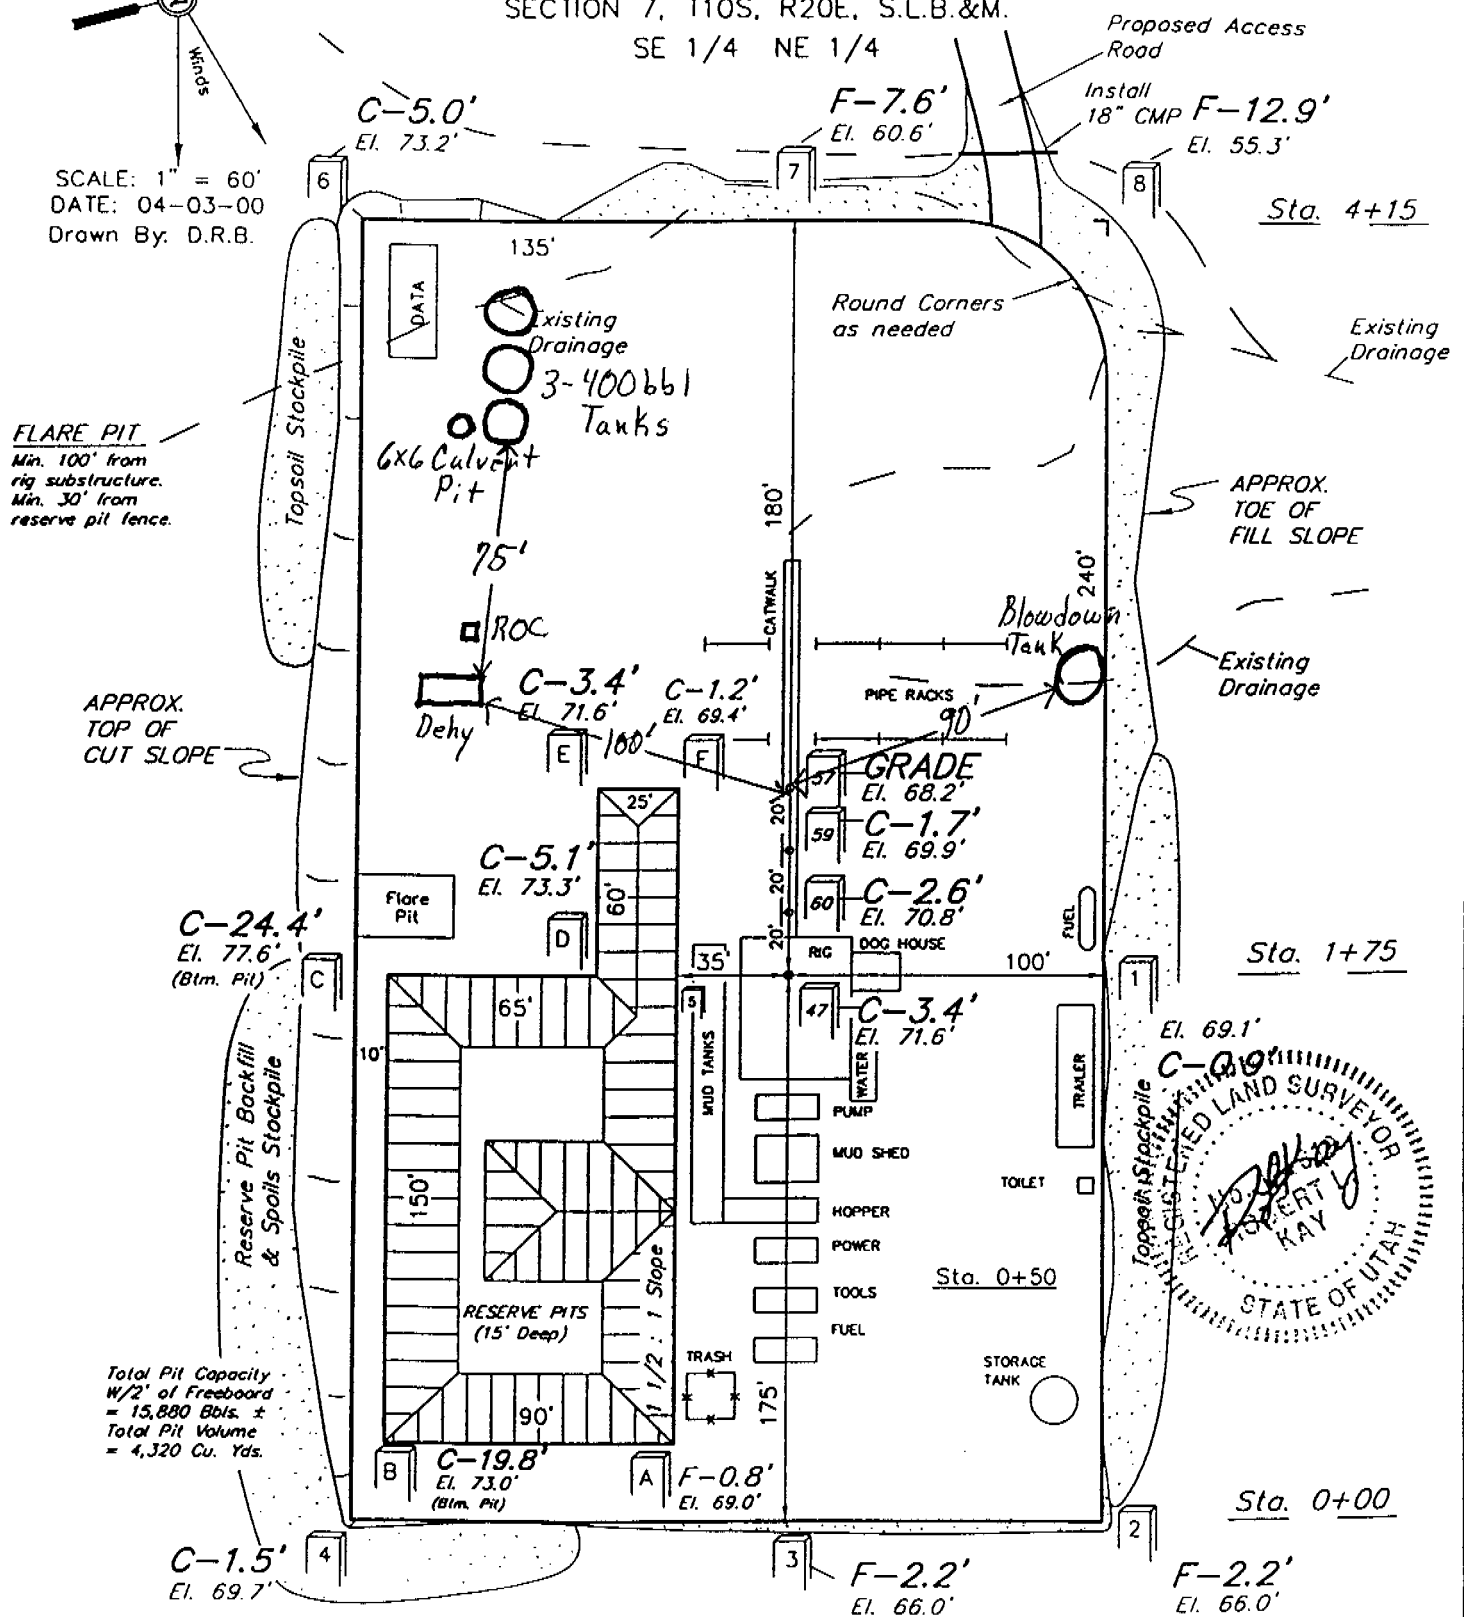 SECTION 7, T10S, R20E, S.L.B.&M.
SE 1/4 NE 1/4
Winds
SCALE: 1" = 60'
DATE: 04-03-00
Drawn By: D.R.B.
C-5.0'
El. 73.2'
F-7.6'
El. 60.6'
Proposed Access
Road
Install
18" CMP
F-12.9'
El. 55.3'
6
7
8
Sta. 4+15
135'
DATA
Existing
Drainage
3-400bbl
Tanks
6x6 Culvert
Pit
Round Corners
as needed
Existing
Drainage
Topsoil Stockpile
FLARE PIT
Min. 100' from
rig substructure.
Min. 30' from
reserve pit fence.
75'
180'
240'
APPROX.
TOE OF
FILL SLOPE
CATWALK
Blowdown
Tank
ROC
Dehy
C-3.4'
El. 71.6'
C-1.2'
El. 69.4'
PIPE RACKS
90'
100'
Existing
Drainage
APPROX.
TOP OF
CUT SLOPE
E
F
57
GRADE
El. 68.2'
20'
59
C-1.7'
El. 69.9'
20'
60
C-2.6'
El. 70.8'
20'
25'
C-5.1'
El. 73.3'
60'
D
Flare
Pit
FUEL
C-24.4'
El. 77.6'
(Btm. Pit)
C
RIG
DOG HOUSE
35'
100'
1
Sta. 1+75
65'
5
47
C-3.4'
El. 71.6'
El. 69.1'
C-0.9'
10'
MUD TANKS
WATER
TRAILER
PUMP
MUD SHED
TOILET
HOPPER
POWER
TOOLS
FUEL
Sta. 0+50
Topsoil Stockpile
REGISTERED LAND SURVEYOR
ROBERT
KAY
STATE OF UTAH
Reserve Pit Backfill
& Spoils Stockpile
150'
RESERVE PITS
(15' Deep)
1 1/2 : 1 Slope
TRASH
STORAGE
TANK
Total Pit Capacity
W/2' of Freeboard
= 15,880 Bbls. ±
Total Pit Volume
= 4,320 Cu. Yds.
90'
175'
B
C-19.8'
El. 73.0'
(Btm. Pit)
A
F-0.8'
El. 69.0'
Sta. 0+00
4
3
2
C-1.5'
El. 69.7'
F-2.2'
El. 66.0'
F-2.2'
El. 66.0'